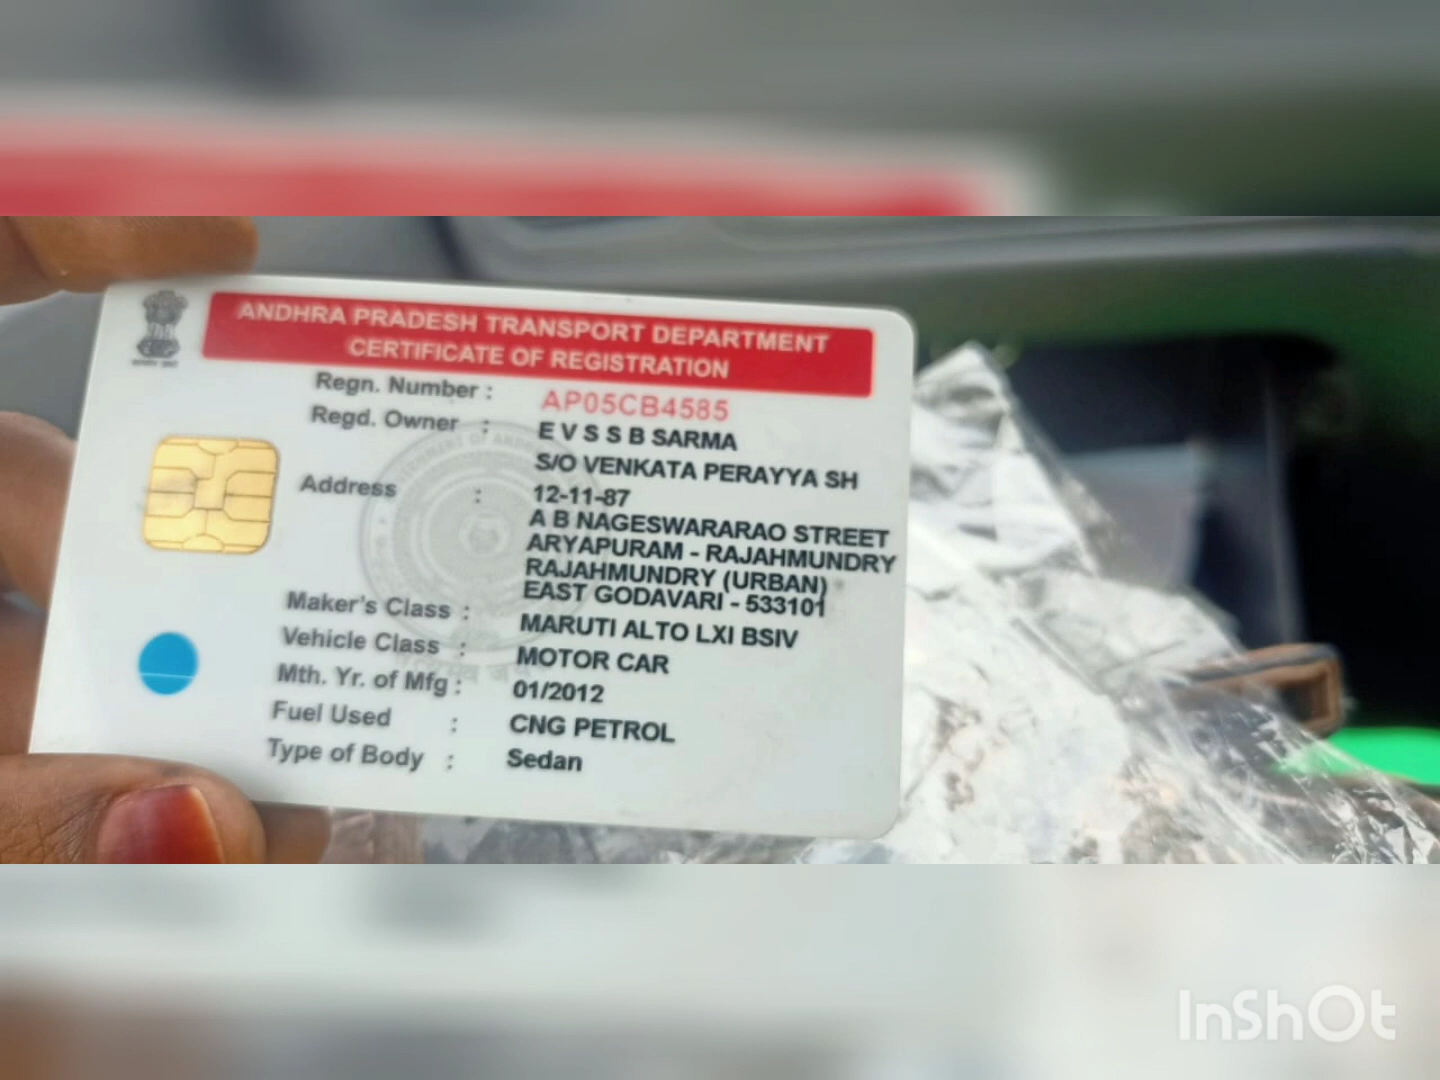 ANDHRA PRADESH TRANSPORT DEPARTMENT
CERTIFICATE OF REGISTRATION
Regn. Number : AP05CB4585
Regd. Owner : E V S S B SARMA
S/O VENKATA PERAYYA SH
Address : 12-11-87
A B NAGESWARARAO STREET
ARYAPURAM - RAJAHMUNDRY
RAJAHMUNDRY (URBAN)
EAST GODAVARI - 533101
Maker's Class : MARUTI ALTO LXI BSIV
Vehicle Class : MOTOR CAR
Mth. Yr. of Mfg : 01/2012
Fuel Used : CNG PETROL
Type of Body : Sedan
InShOt